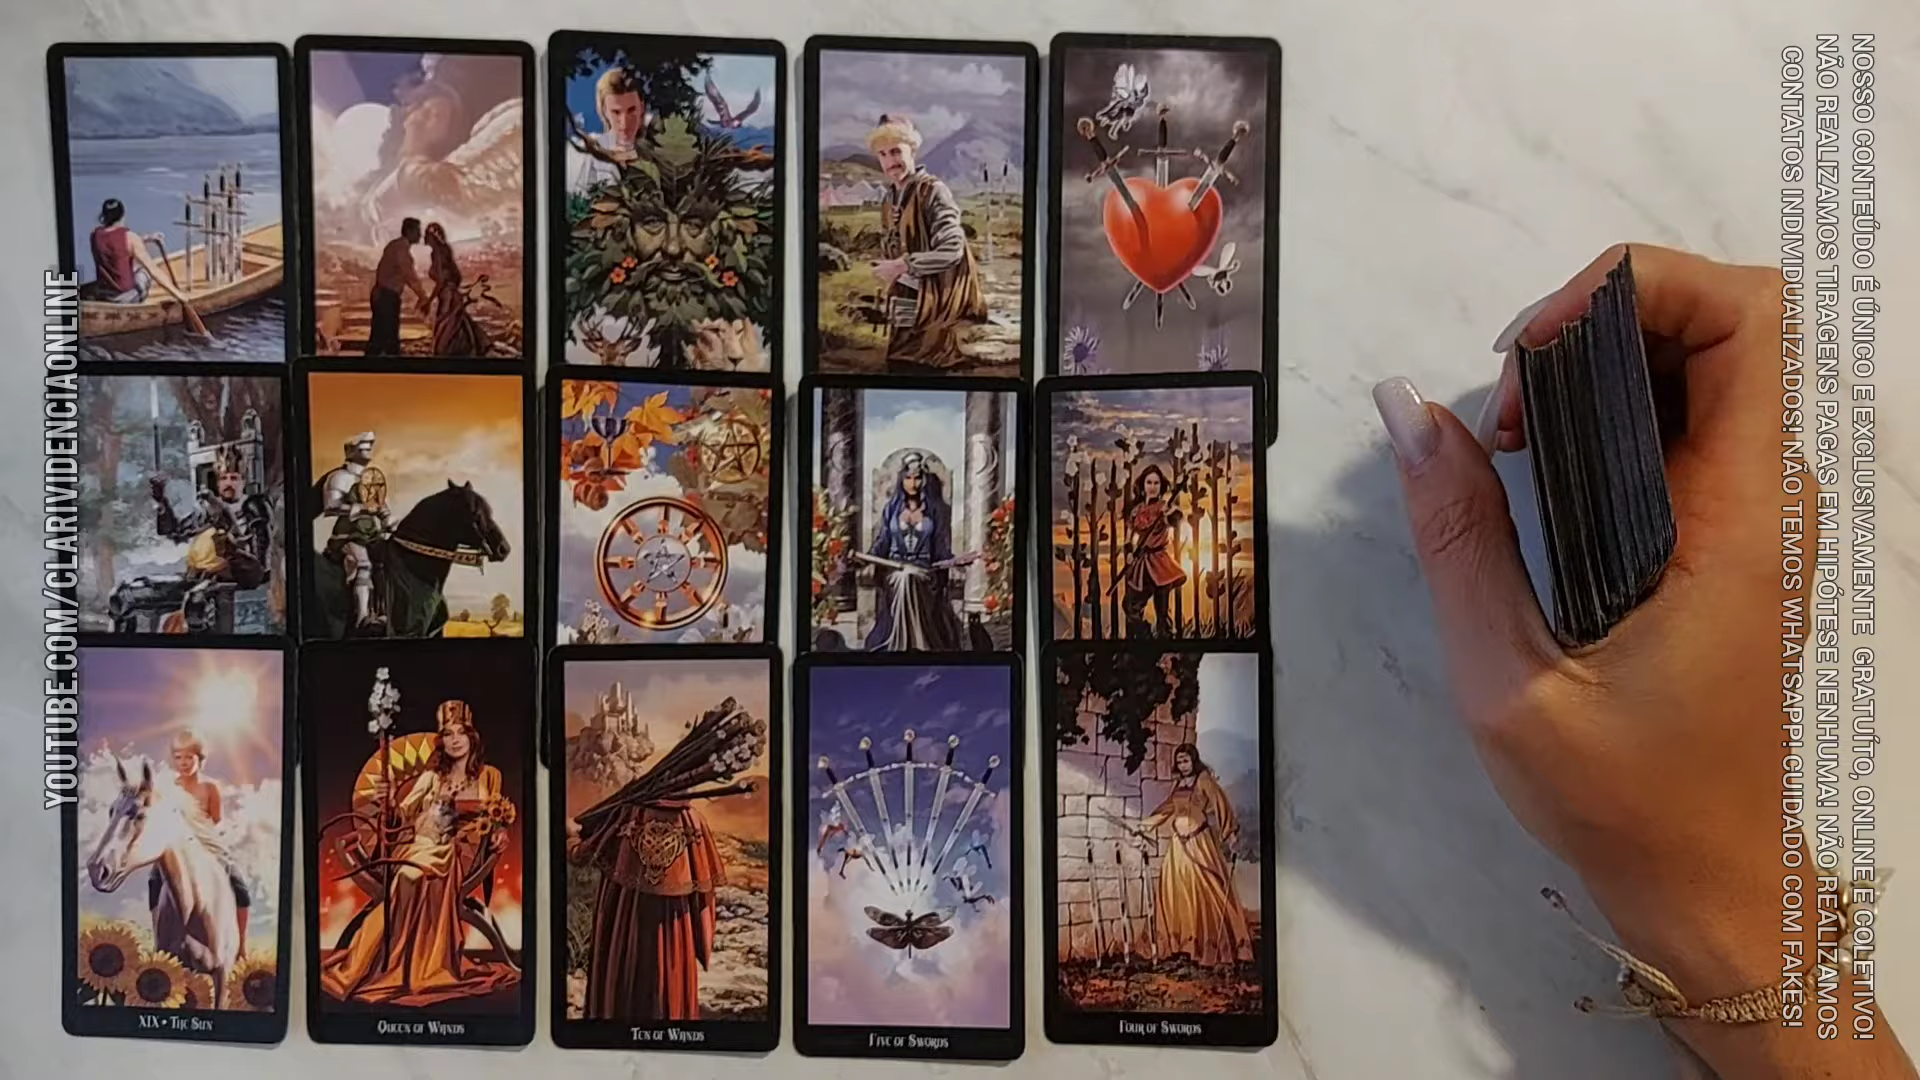 YOUTUBE.COM/CLARIVIDENCIAONLINE
NOSSO CONTEÚDO É ÚNICO E EXCLUSIVAMENTE GRATUÍTO, ONLINE E COLETIVO!
NÃO REALIZAMOS TIRAGENS PAGAS EM HIPÓTESE NENHUMA! NÃO REALIZAMOS
CONTATOS INDIVIDUALIZADOS! NÃO TEMOS WHATSAPP! CUIDADO COM FAKES!
XIX • The Sun
Queen of Wands
Ten of Wands
Five of Swords
Four of Swords